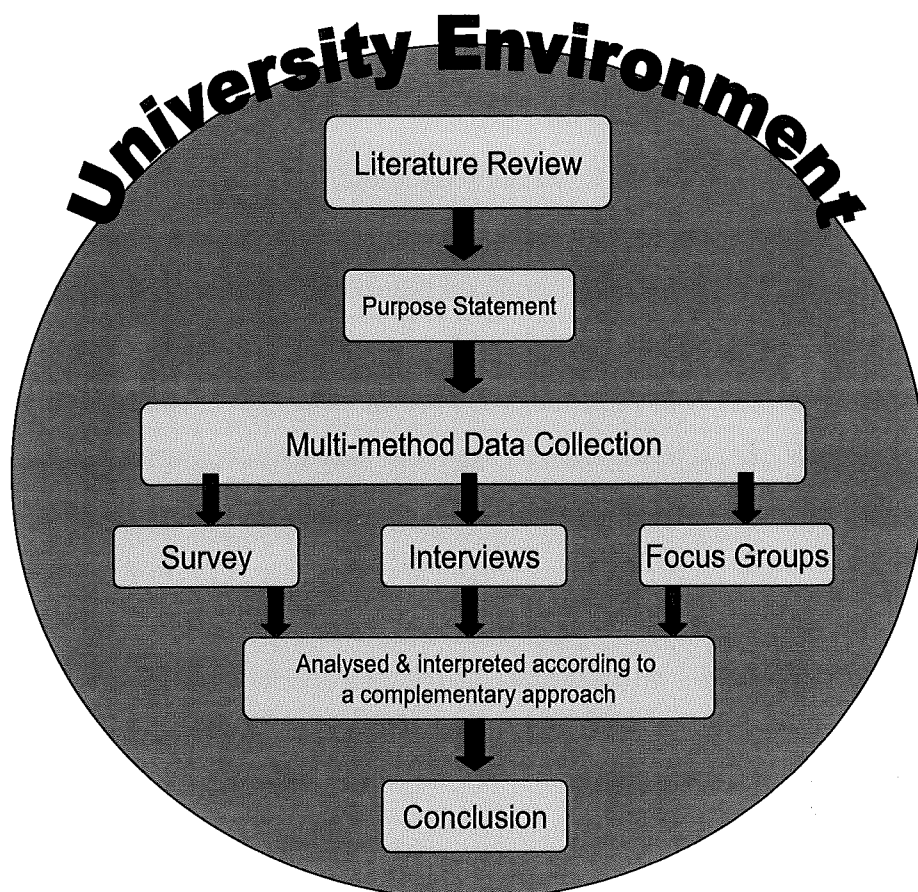 University Environment
Literature Review
Purpose Statement
Multi-method Data Collection
Survey
Interviews
Focus Groups
Analysed & interpreted according to
a complementary approach
Conclusion